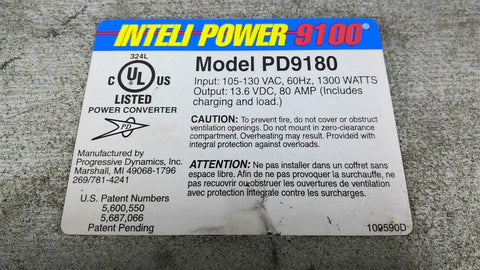 INTELI POWER 9100®
324L
C UL US
LISTED
POWER CONVERTER
PD
Manufactured by
Progressive Dynamics, Inc.
Marshall, MI 49068-1796
269/781-4241
U.S. Patent Numbers
5,600,550
5,687,066
Patent Pending
Model PD9180
Input: 105-130 VAC, 60Hz, 1300 WATTS
Output: 13.6 VDC, 80 AMP (Includes
charging and load.)
CAUTION: To prevent fire, do not cover or obstruct
ventilation openings. Do not mount in zero-clearance
compartment. Overheating may result. Provided with
integral protection against overloads.
ATTENTION: Ne pas installer dans un coffret sans
espace libre. Afin de ne pas provoquer la surchauffe, ne
pas recuovrir ou obstruer les ouvertures de ventilation
avec protection integrale contre les surcharges.
109590D